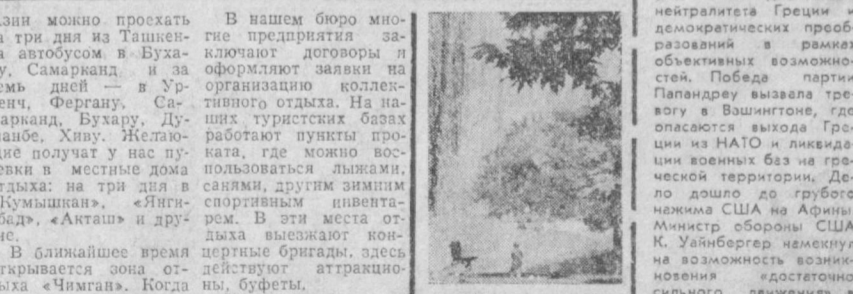 зии можно проехать
три дня из Ташкен-
автобусом в Буха-
у, Самарканд и за
емь дней — в Ур-
енч, Фергану, Са-
арканд, Бухару, Ду-
анбе, Хиву. Желаю-
ие получат у нас пу-
евки в местные дома
тдыха: на три дня в
Кумышкан», «Янги-
бад», «Акташ» и дру-
ие.
В ближайшее время
ткрывается зона от-
ыха «Чимган». Когда
В нашем бюро мно-
гие предприятия за-
ключают договоры и
оформляют заявки на
организацию коллек-
тивного отдыха. На на-
ших туристских базах
работают пункты про-
ката, где можно вос-
пользоваться лыжами,
санями, другим зимним
спортивным инвента-
рем. В эти места от-
дыха выезжают кон-
цертные бригады, здесь
действуют аттракцио-
ны, буфеты.
нейтралитета Греции и
демократических преоб-
разований в рамках
объективных возможно-
стей. Победа партии
Папандреу вызвала тре-
вогу в Вашингтоне, где
опасаются выхода Гре-
ции из НАТО и ликвида-
ции военных баз на гре-
ческой территории. Де-
ло дошло до грубого
нажима США на Афины.
Министр обороны США
К. Уайнбергер намекнул
на возможность возник-
новения «достаточно
сильного движения» в